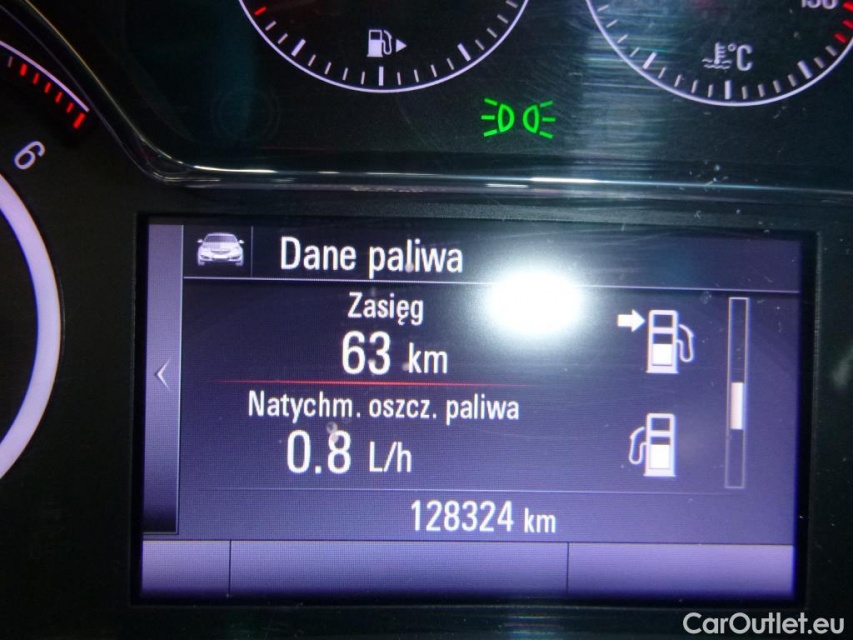 °C
6
Dane paliwa
Zasięg
63 km
Natychm. oszcz. paliwa
0.8 L/h
128324 km
CarOutlet.eu